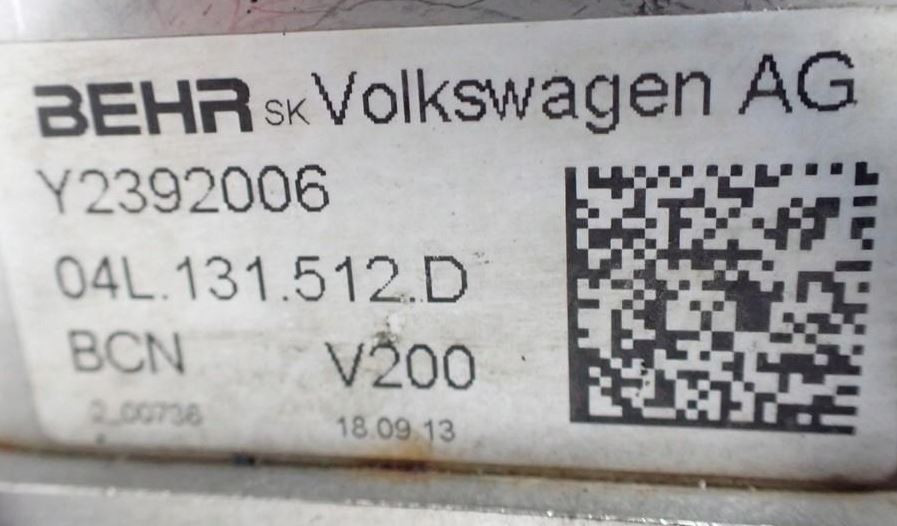 BEHR SK Volkswagen AG
Y2392006
04L.131.512.D
BCN V200
2_00736 18.09.13